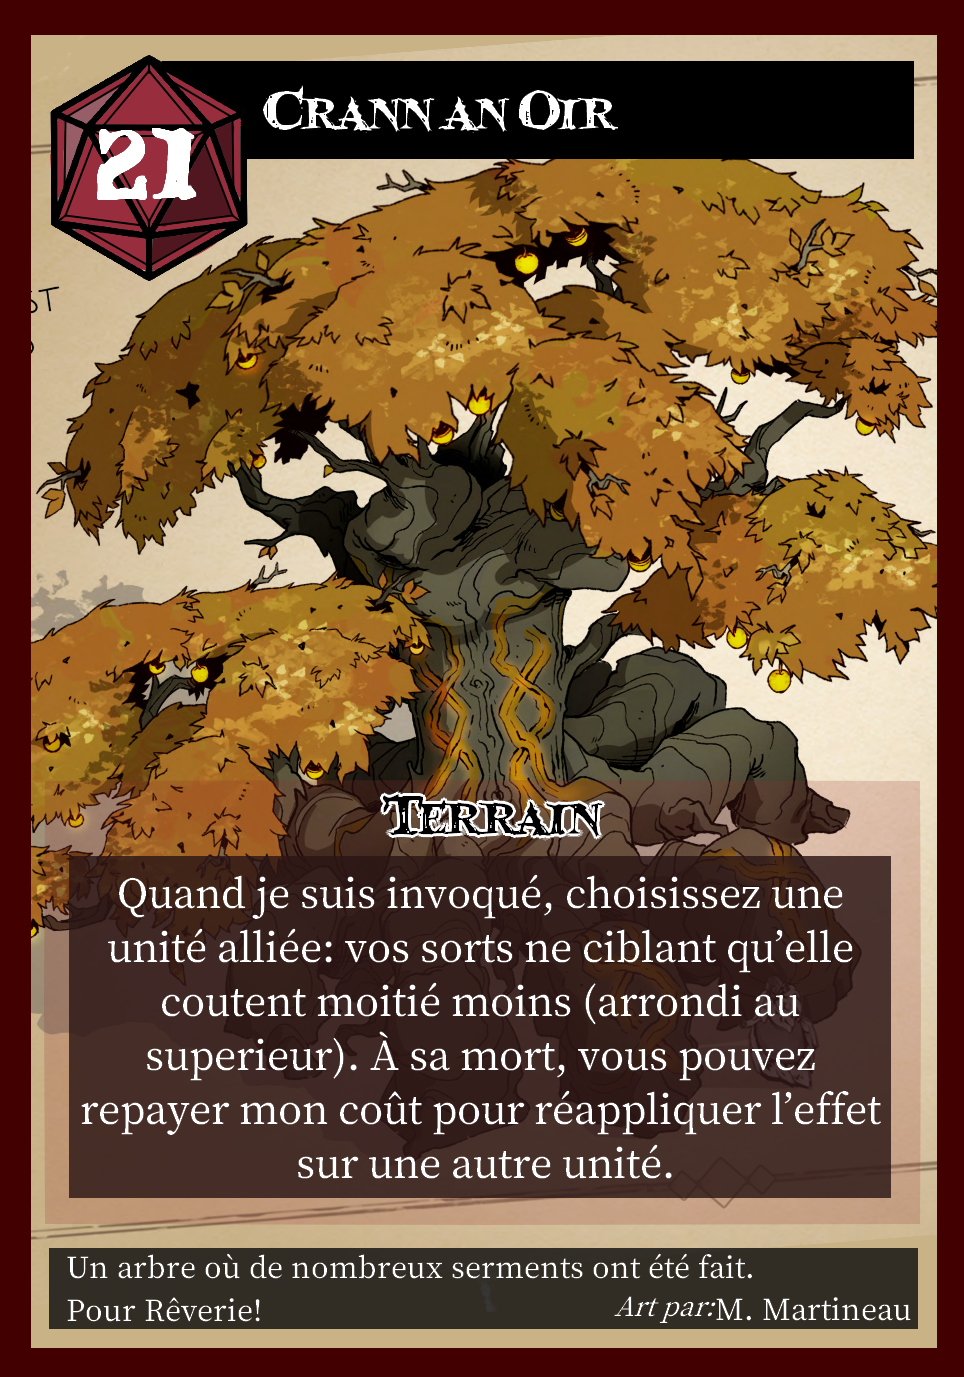 21
Crann an Oir
ST
Terrain
Quand je suis invoqué, choisissez une
unité alliée: vos sorts ne ciblant qu’elle
coutent moitié moins (arrondi au
superieur). À sa mort, vous pouvez
repayer mon coût pour réappliquer l’effet
sur une autre unité.
Un arbre où de nombreux serments ont été fait.
Pour Rêverie!
Art par:M. Martineau